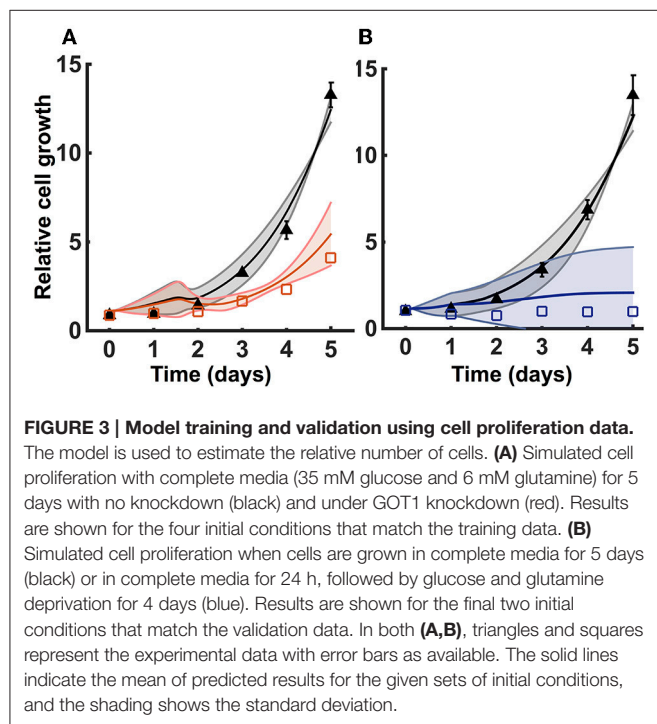 A
B
15
10
5
0
15
10
5
0
Relative cell growth
0 1 2 3 4 5
0 1 2 3 4 5
Time (days)
Time (days)
FIGURE 3 | Model training and validation using cell proliferation data.
The model is used to estimate the relative number of cells. (A) Simulated cell
proliferation with complete media (35 mM glucose and 6 mM glutamine) for 5
days with no knockdown (black) and under GOT1 knockdown (red). Results
are shown for the four initial conditions that match the training data. (B)
Simulated cell proliferation when cells are grown in complete media for 5 days
(black) or in complete media for 24 h, followed by glucose and glutamine
deprivation for 4 days (blue). Results are shown for the final two initial
conditions that match the validation data. In both (A,B), triangles and squares
represent the experimental data with error bars as available. The solid lines
indicate the mean of predicted results for the given sets of initial conditions,
and the shading shows the standard deviation.